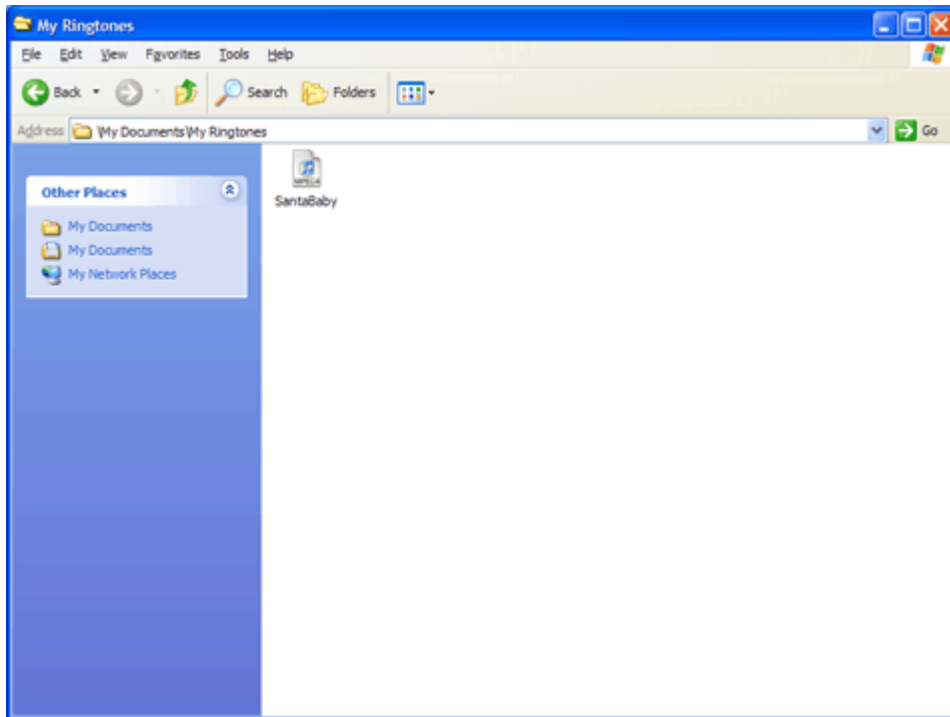 My Ringtones
File Edit View Favorites Tools Help
Back Search Folders
Address \My Documents\My Ringtones Go
Other Places
My Documents
My Documents
My Network Places
MPEG4
SantaBaby